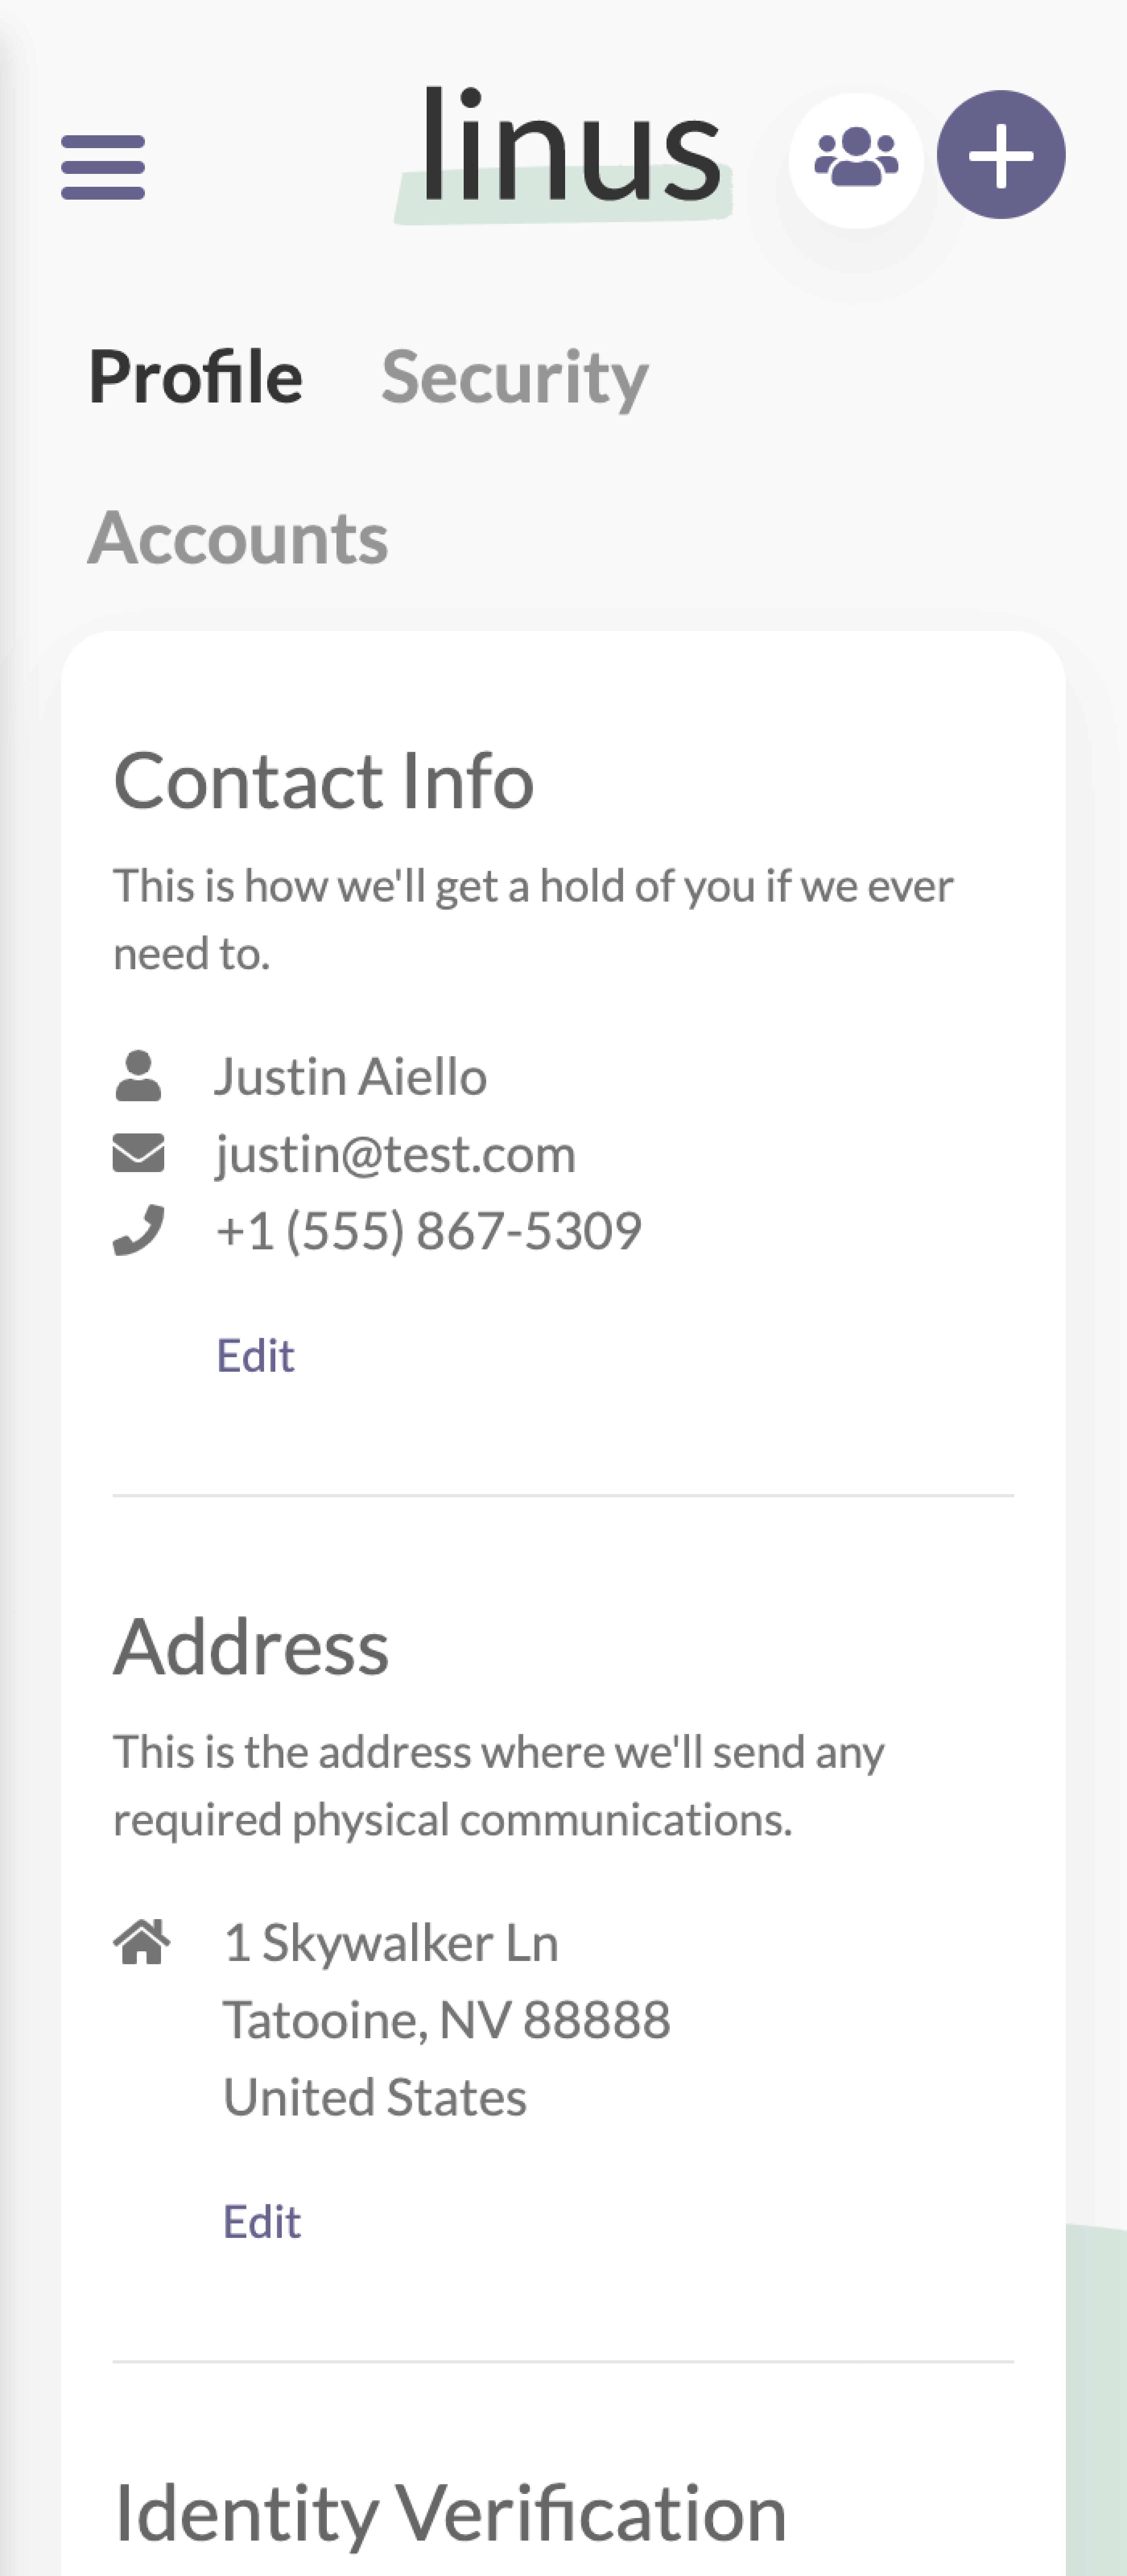 linus
Profile Security
Accounts
Contact Info
This is how we'll get a hold of you if we ever
need to.
Justin Aiello
justin@test.com
+1 (555) 867-5309
Edit
Address
This is the address where we'll send any
required physical communications.
1 Skywalker Ln
Tatooine, NV 88888
United States
Edit
Identity Verification